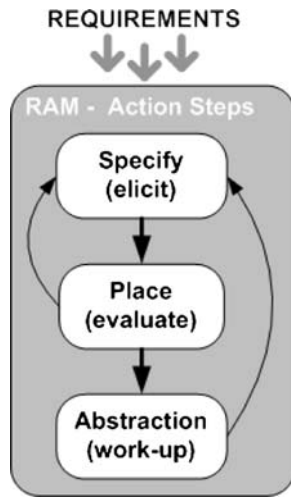 REQUIREMENTS
RAM - Action Steps
Specify
(elicit)
Place
(evaluate)
Abstraction
(work-up)